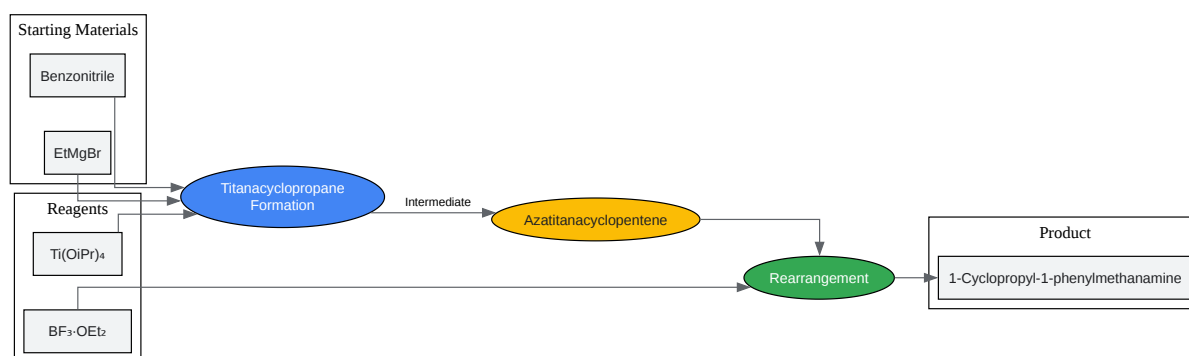 Starting Materials
Benzonitrile
EtMgBr
Reagents
Ti(OiPr)₄
BF₃·OEt₂
Titanacyclopropane
Formation
Intermediate
Azatitanacyclopentene
Rearrangement
Product
1-Cyclopropyl-1-phenylmethanamine